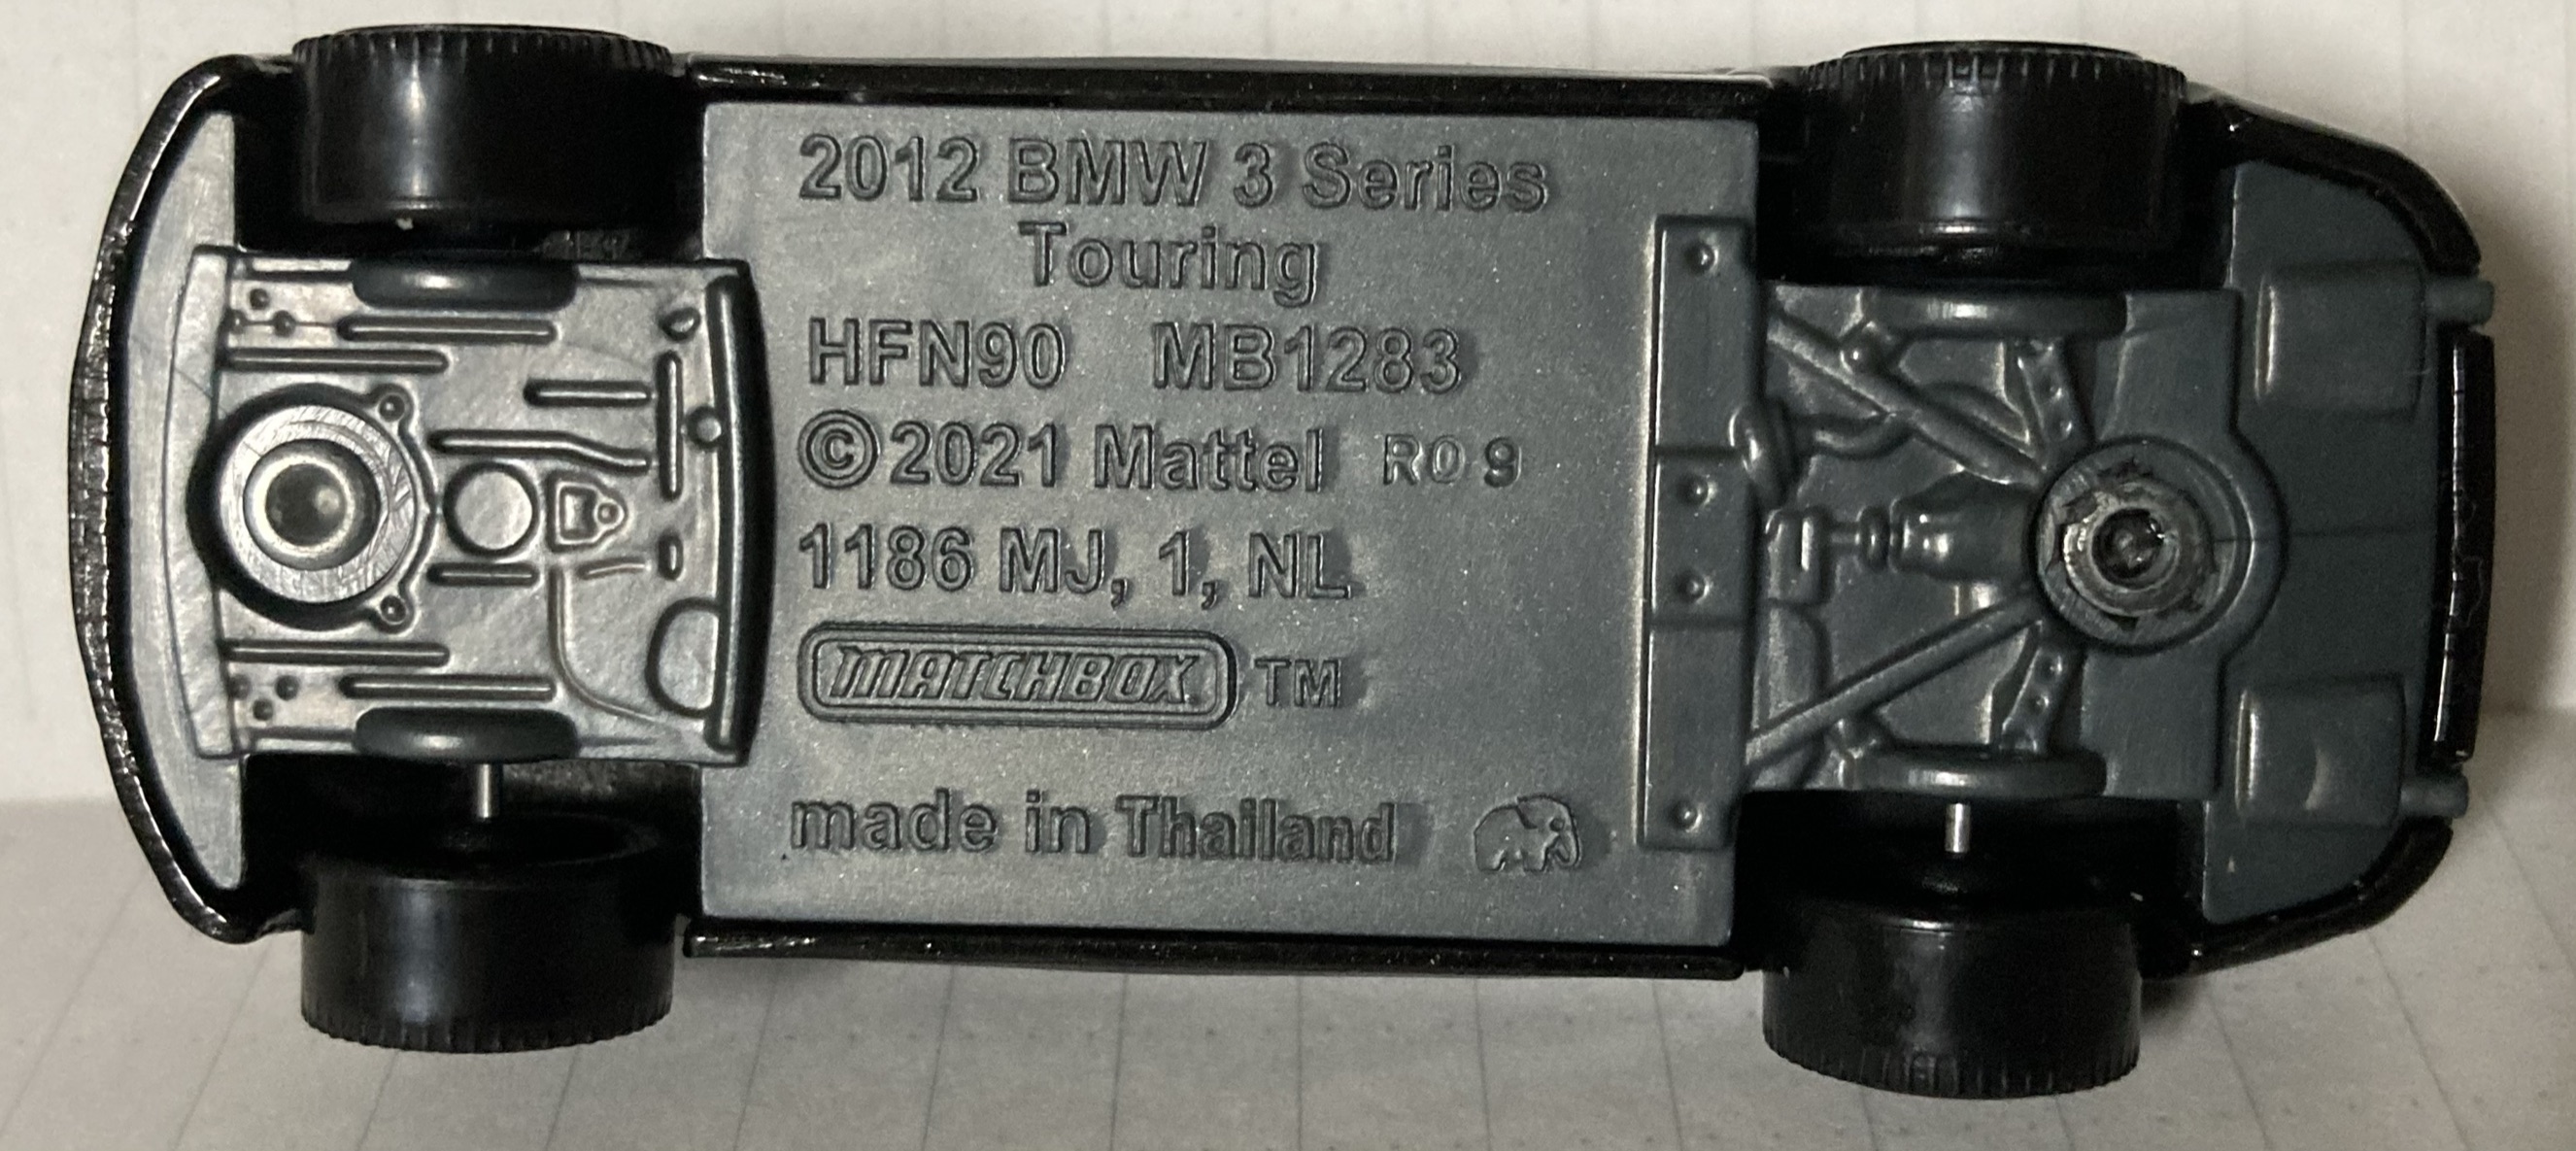 2012 BMW 3 Series
Touring
HFN90 MB1283
©2021 Mattel RO 9
1186 MJ, 1, NL
MATCHBOX TM
made in Thailand